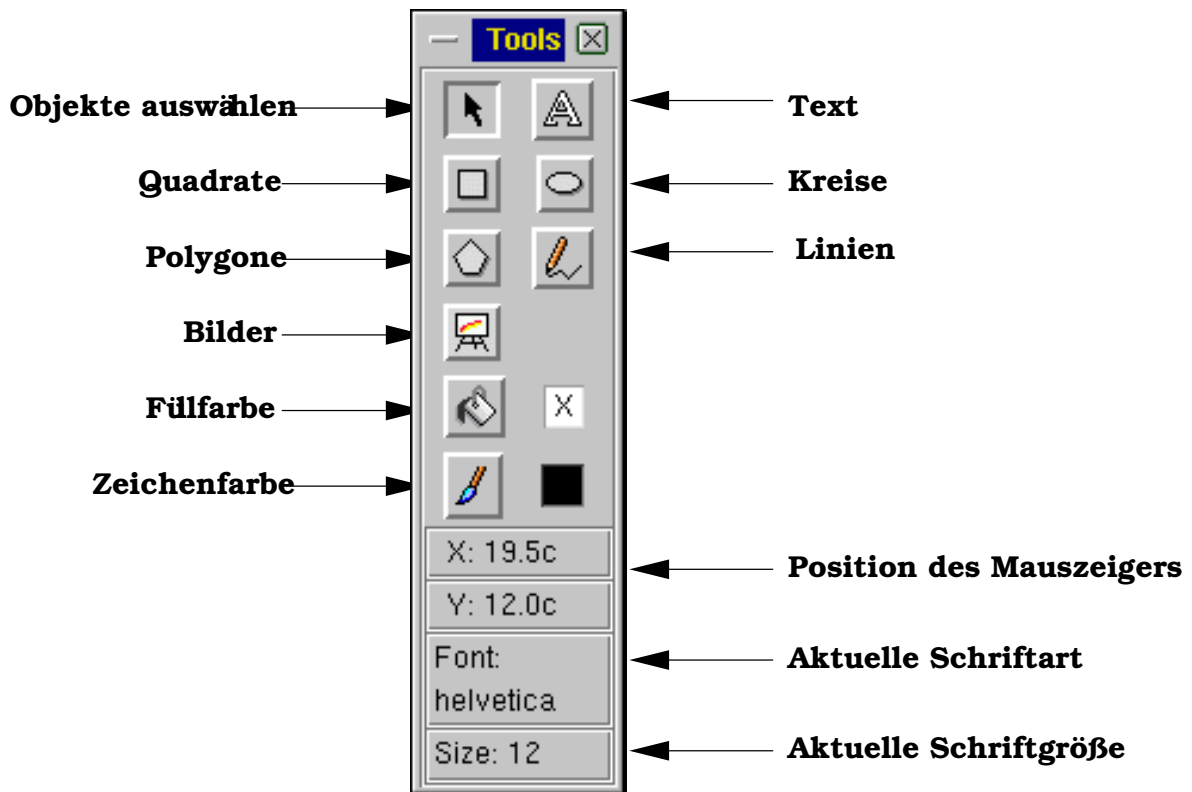 Tools
Objekte auswählen
Text
Quadrate
Kreise
Polygone
Linien
Bilder
Füllfarbe
X
Zeichenfarbe
X: 19.5c
Position des Mauszeigers
Y: 12.0c
Font:
helvetica
Aktuelle Schriftart
Size: 12
Aktuelle Schriftgröße